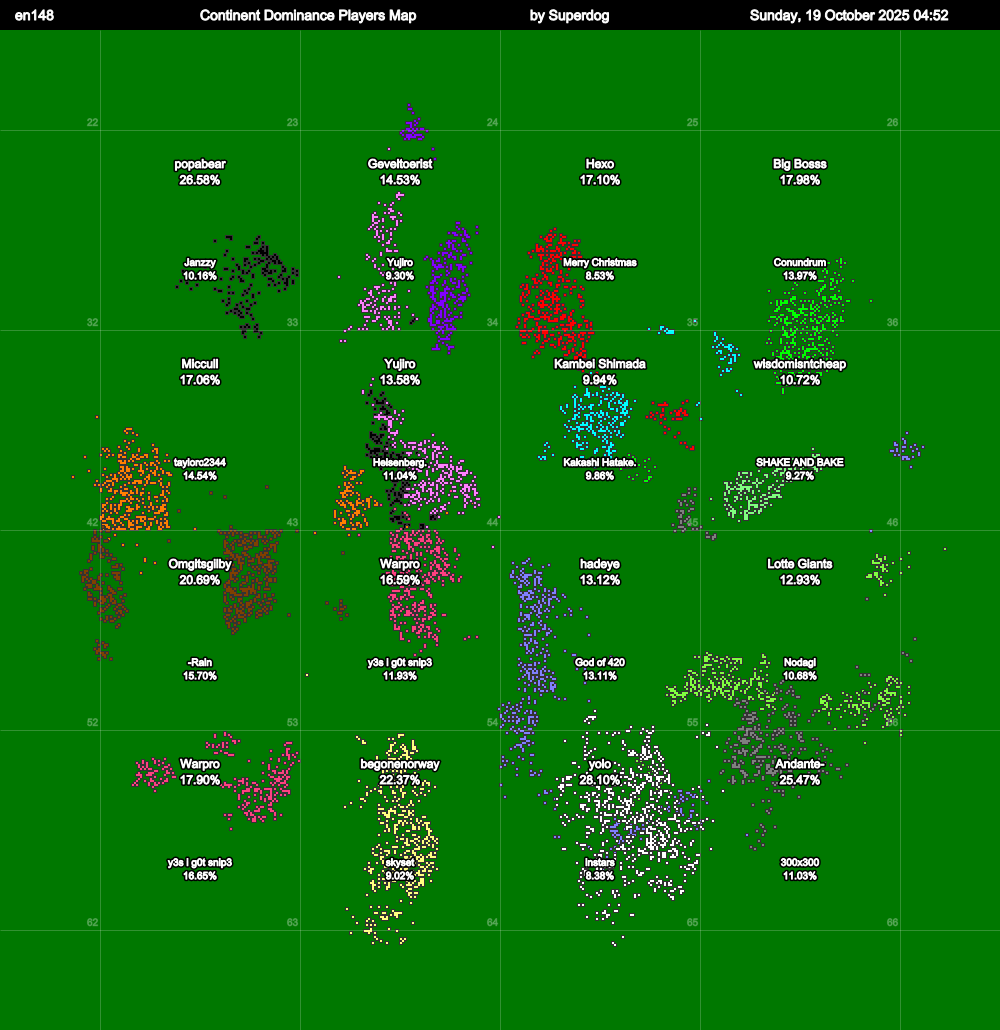 en148 Continent Dominance Players Map by Superdog Sunday, 19 October 2025 04:52
22 23 24 25 26
popabear Geveltoerist Hexo Big Bosss
26.58% 14.53% 17.10% 17.98%
Janzzy Yujiro Merry Christmas Conundrum
10.16% 9.30% 8.53% 13.97%
32 33 34 35 36
Miccull Yujiro Kambei Shimada wisdomisntcheap
17.06% 13.58% 9.94% 10.72%
taylorc2344 Heisenberg. Kakashi Hatake. SHAKE AND BAKE
14.54% 11.04% 9.86% 9.27%
42 43 44 45 46
Omgitsgilby Warpro hadeye Lotte Giants
20.69% 16.59% 13.12% 12.93%
-Rain y3s i g0t snip3 God of 420 Nodagi
15.70% 11.93% 13.11% 10.68%
52 53 54 55 56
Warpro begonenorway yolo Andante-
17.90% 22.37% 28.10% 25.47%
y3s i g0t snip3 skyset instars 300x300
16.65% 9.02% 8.38% 11.03%
62 63 64 65 66